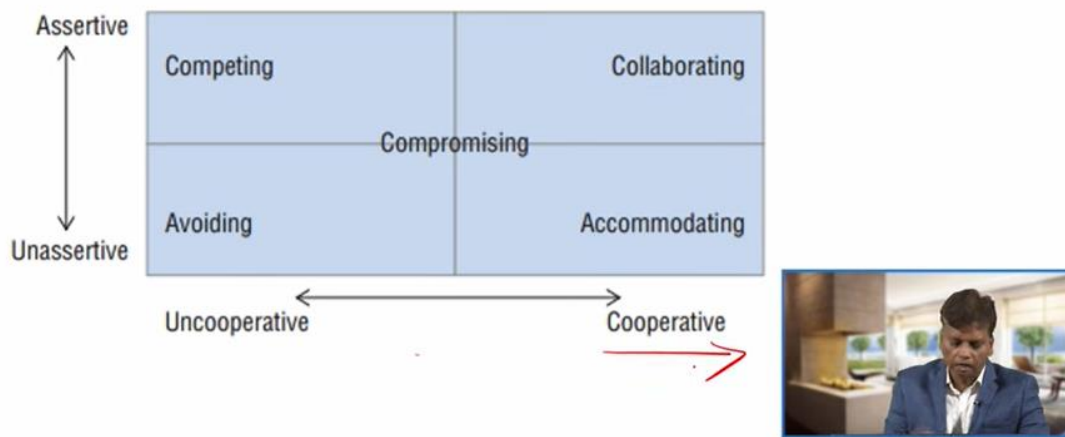 Assertive
Competing
Collaborating
Compromising
Avoiding
Accommodating
Unassertive
Uncooperative
Cooperative